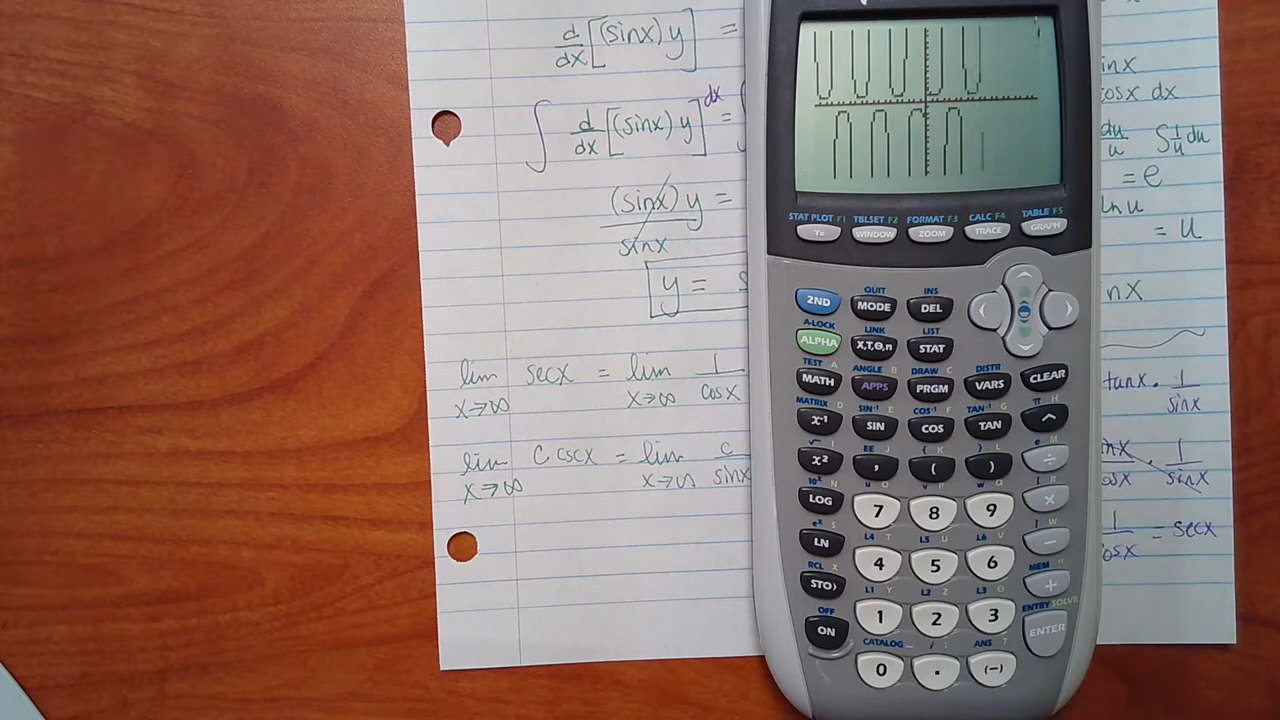 d/dx[(sinx)y] =
∫ d/dx[(sinx)y] dx =
(sinx)y =
sinx
y =
lim secx = lim 1/cosx
x→∞ x→∞
lim C cscx = lim c/sinx
x→∞ x→∞
cosx dx
du/u ∫1/u du
= e
ln u
= u
tanx · 1/sinx
1/sinx
= secx
STAT PLOT F1 TBLSET F2 FORMAT F3 CALC F4 TABLE F5
Y= WINDOW ZOOM TRACE GRAPH
QUIT INS
2ND MODE DEL
A-LOCK LINK LIST
ALPHA X,T,θ,n STAT
TEST A ANGLE B DRAW C DISTR
MATH APPS PRGM VARS CLEAR
MATRIX D SIN⁻¹ E COS⁻¹ F TAN⁻¹ G π H
x⁻¹ SIN COS TAN ^
√ I EE J { K } L e M
x² , ( ) ÷
10ˣ N u O v P w Q [ R
LOG 7 8 9 ×
eˣ S L4 T L5 U L6 V ] W
LN 4 5 6 −
RCL X L1 Y L2 Z L3 θ MEM "
STO› 1 2 3 +
OFF CATALOG i : ANS ? ENTRY SOLVE
ON 0 . (−) ENTER